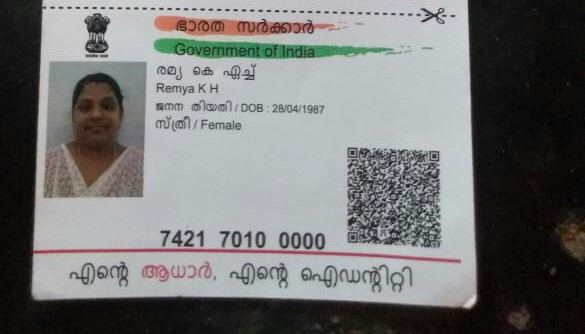 ഭാരത സർക്കാർ
Government of India
രമ്യ കെ എച്ച്
Remya K H
ജനന തിയതി / DOB : 28/04/1987
സ്ത്രീ / Female
7421 7010 0000
എന്റെ ആധാർ, എന്റെ ഐഡന്റിറ്റി